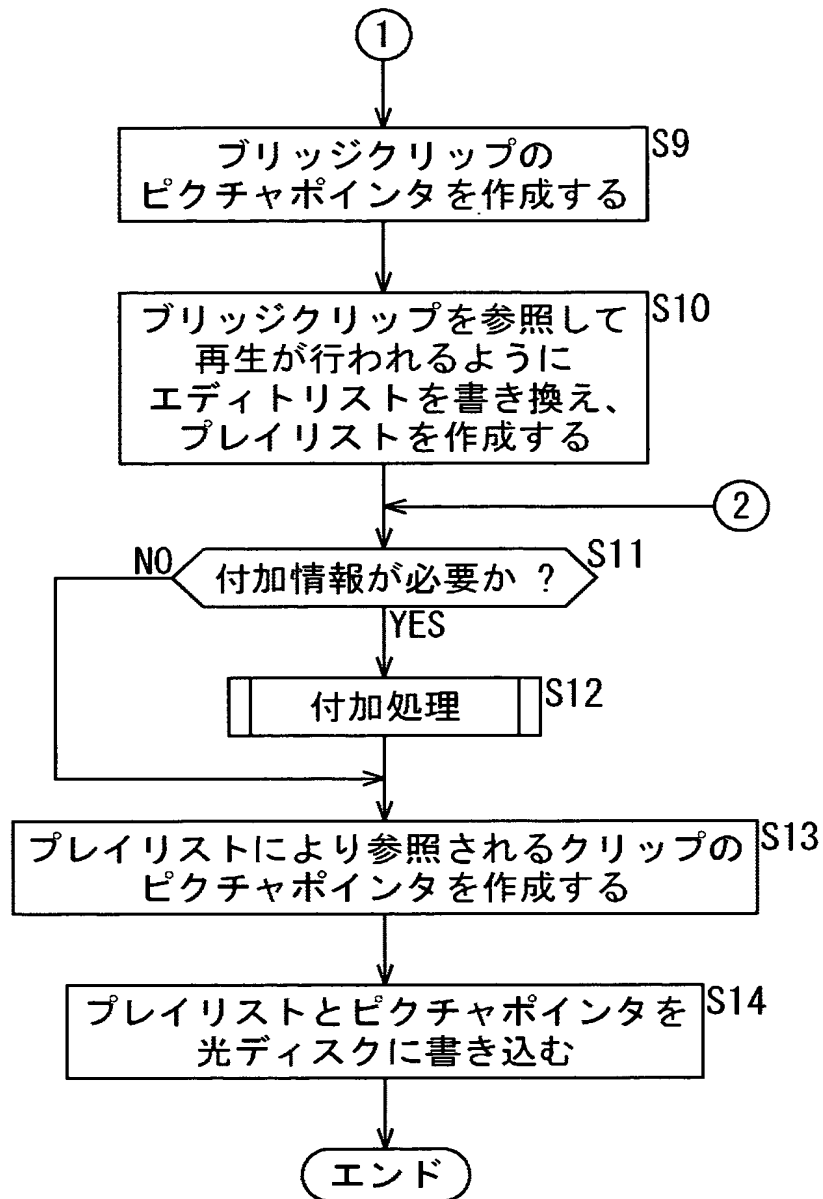 1
ブリッジクリップの
ピクチャポインタを作成する
S9
ブリッジクリップを参照して
再生が行われるように
エディトリストを書き換え、
プレイリストを作成する
S10
2
付加情報が必要か ?
S11
NO
YES
付加処理
S12
プレイリストにより参照されるクリップの
ピクチャポインタを作成する
S13
プレイリストとピクチャポインタを
光ディスクに書き込む
S14
エンド